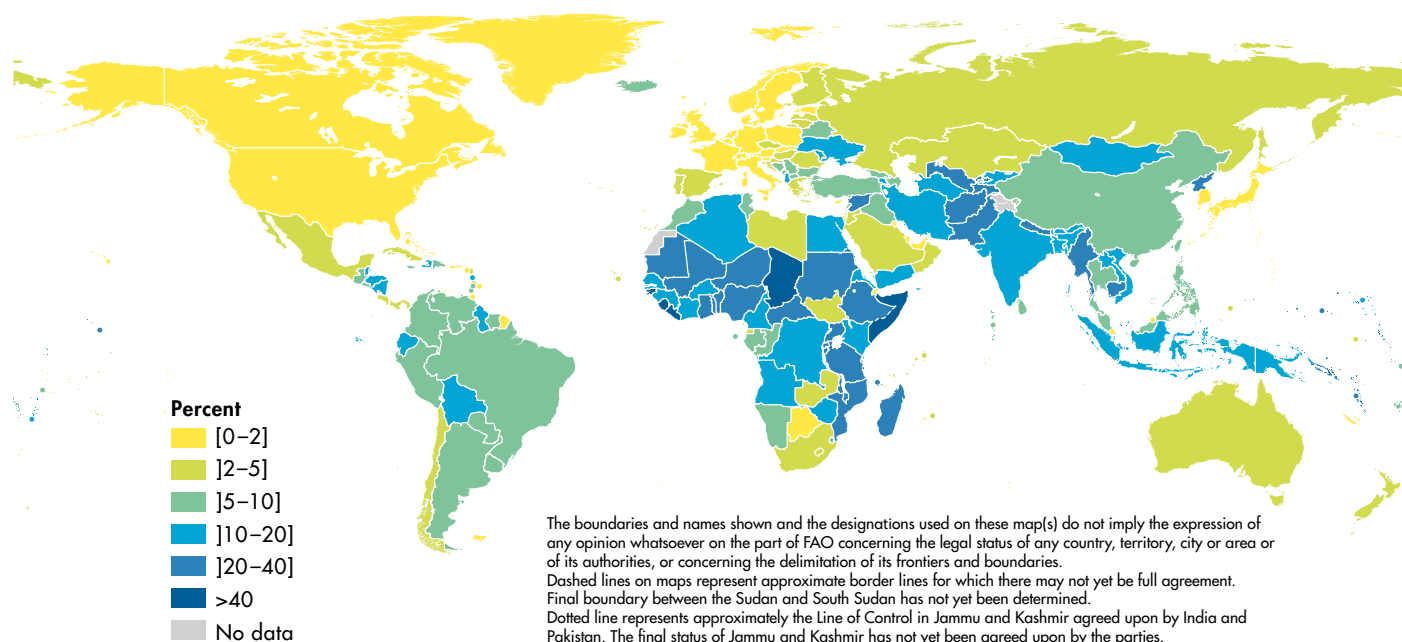 Percent
[0–2]
]2–5]
]5–10]
]10–20]
]20–40]
>40
No data
The boundaries and names shown and the designations used on these map(s) do not imply the expression of
any opinion whatsoever on the part of FAO concerning the legal status of any country, territory, city or area or
of its authorities, or concerning the delimitation of its frontiers and boundaries.
Dashed lines on maps represent approximate border lines for which there may not yet be full agreement.
Final boundary between the Sudan and South Sudan has not yet been determined.
Dotted line represents approximately the Line of Control in Jammu and Kashmir agreed upon by India and
Pakistan. The final status of Jammu and Kashmir has not yet been agreed upon by the parties.